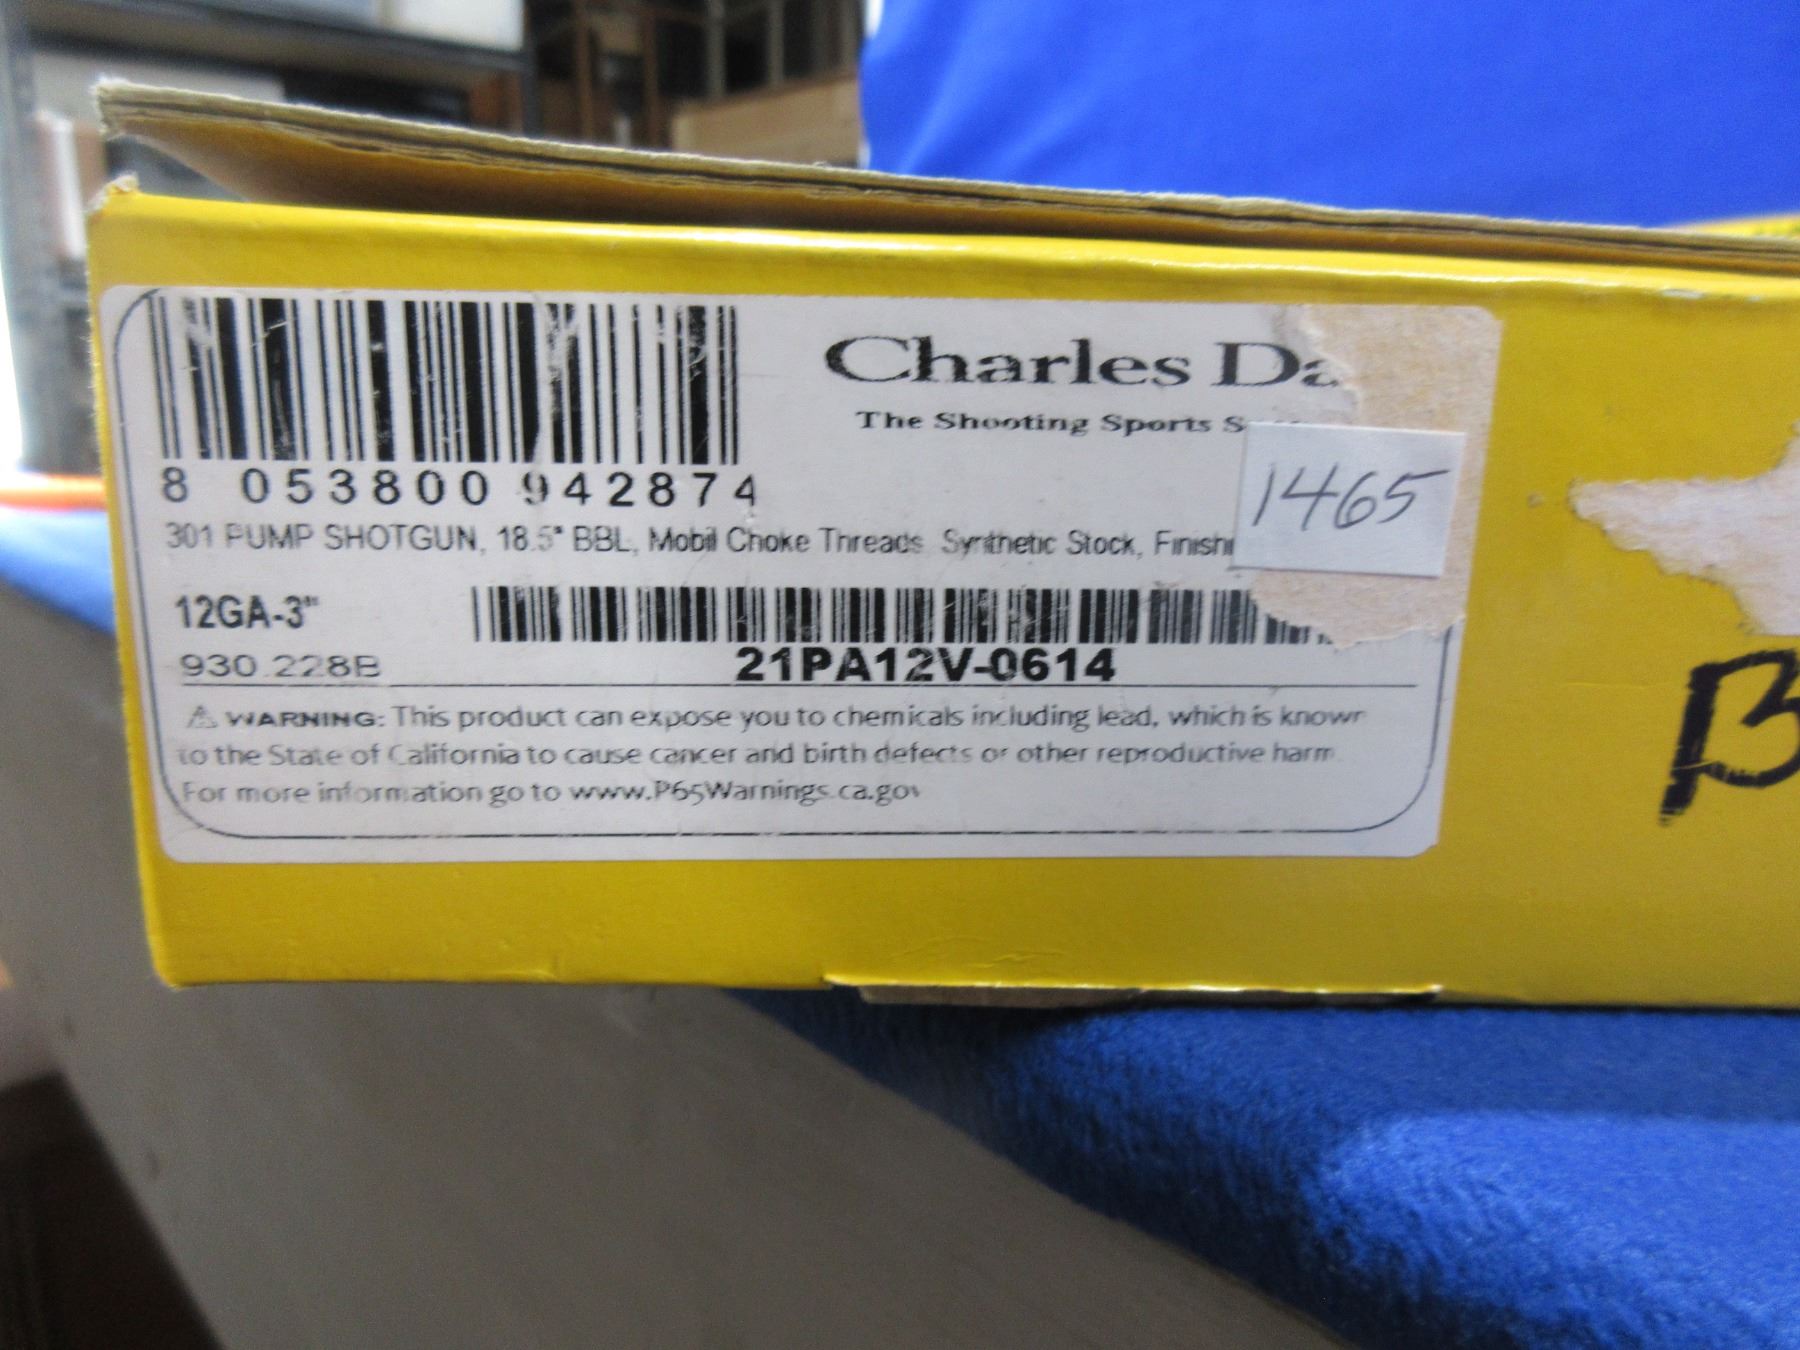 Charles Da
The Shooting Sports S
8 053800 942874
1465
301 PUMP SHOTGUN, 18.5" BBL, Mobil Choke Threads, Synthetic Stock, Finish
12GA-3"
930.228B
21PA12V-0614
⚠ WARNING: This product can expose you to chemicals including lead, which is known
to the State of California to cause cancer and birth defects or other reproductive harm.
For more information go to www.P65Warnings.ca.gov
B